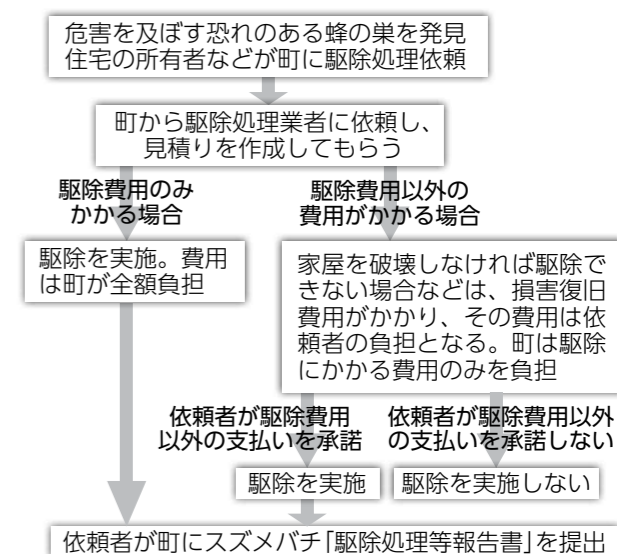 危害を及ぼす恐れのある蜂の巣を発見
住宅の所有者などが町に駆除処理依頼
町から駆除処理業者に依頼し、
見積りを作成してもらう
駆除費用のみ
かかる場合
駆除費用以外の
費用がかかる場合
駆除を実施。費用
は町が全額負担
家屋を破壊しなければ駆除で
きない場合などは、損害復旧
費用がかかり、その費用は依
頼者の負担となる。町は駆除
にかかる費用のみを負担
依頼者が駆除費用
以外の支払いを承諾
依頼者が駆除費用以外
の支払いを承諾しない
駆除を実施
駆除を実施しない
依頼者が町にスズメバチ「駆除処理等報告書」を提出